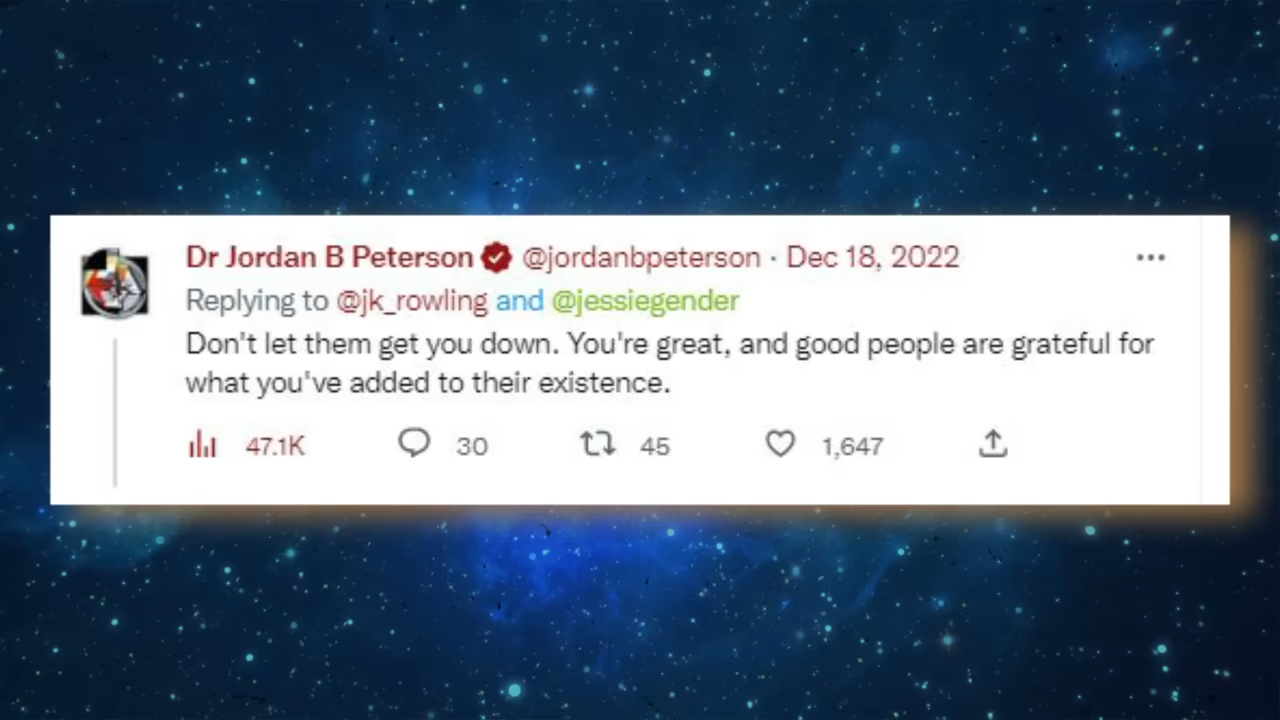 Dr Jordan B Peterson @jordanbpeterson · Dec 18, 2022
Replying to @jk_rowling and @jessiegender
Don't let them get you down. You're great, and good people are grateful for
what you've added to their existence.
47.1K 30 45 1,647